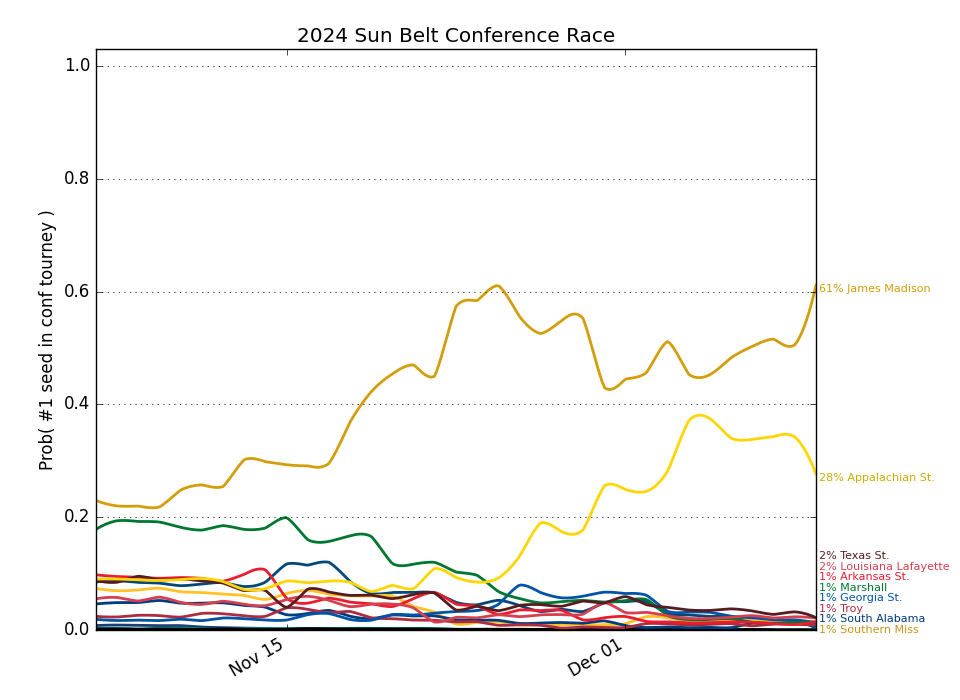 2024 Sun Belt Conference Race
Prob( #1 seed in conf tourney )
1.0
0.8
0.6
0.4
0.2
0.0
Nov 15
Dec 01
61% James Madison
28% Appalachian St.
2% Texas St.
2% Louisiana Lafayette
1% Arkansas St.
1% Marshall
1% Georgia St.
1% Troy
1% South Alabama
1% Southern Miss